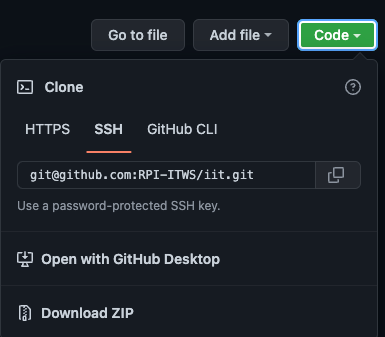 Go to file Add file Code
Clone
HTTPS SSH GitHub CLI
git@github.com:RPI-ITWS/iit.git
Use a password-protected SSH key.
Open with GitHub Desktop
Download ZIP